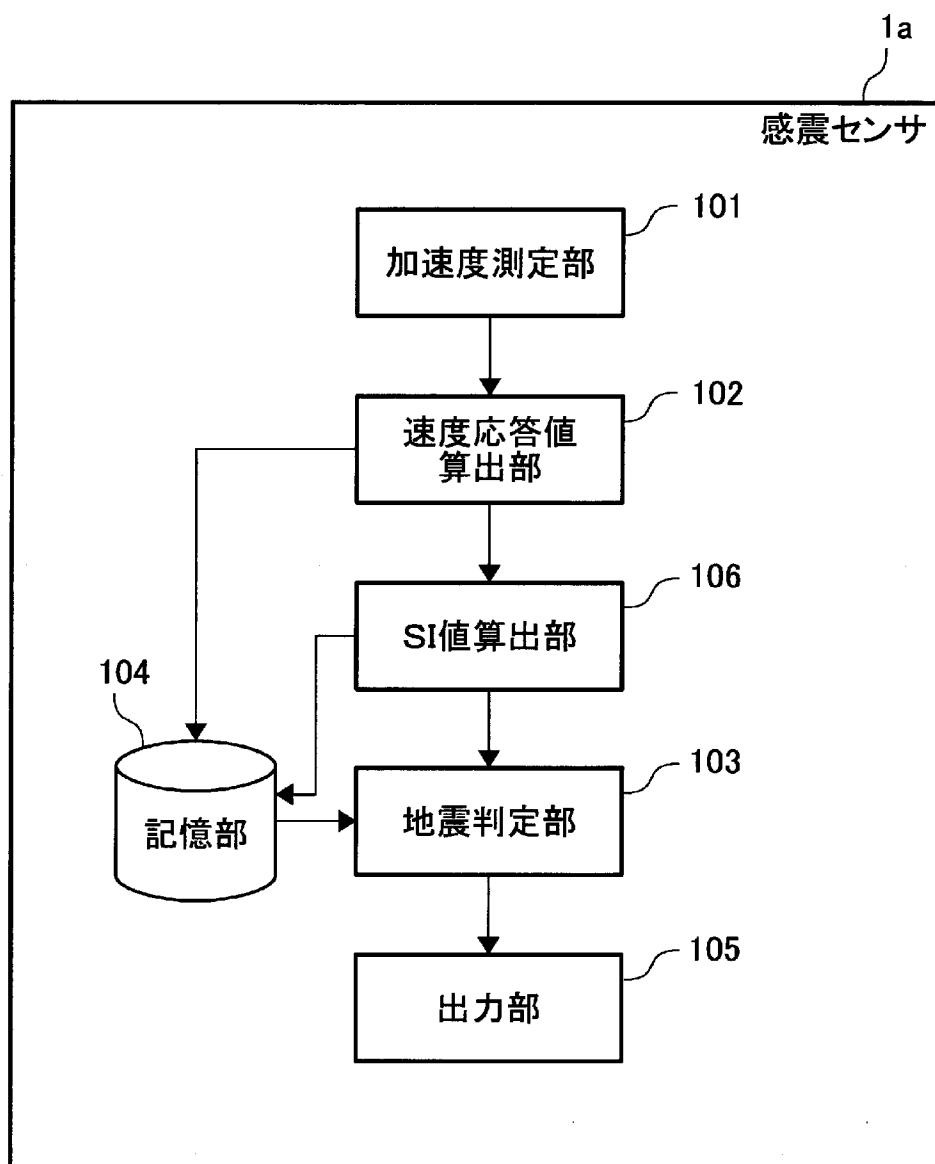 1a
感震センサ
101
加速度測定部
102
速度応答値
算出部
106
SI値算出部
104
記憶部
103
地震判定部
105
出力部